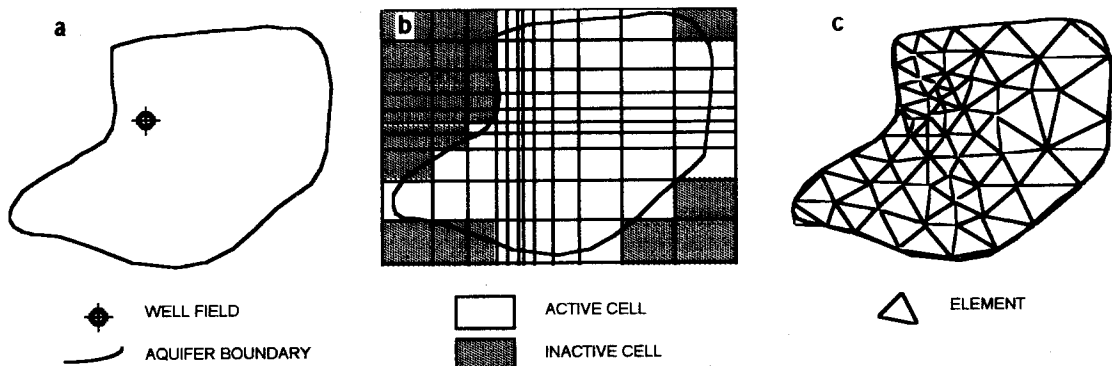 a
b
c
WELL FIELD
AQUIFER BOUNDARY
ACTIVE CELL
INACTIVE CELL
ELEMENT